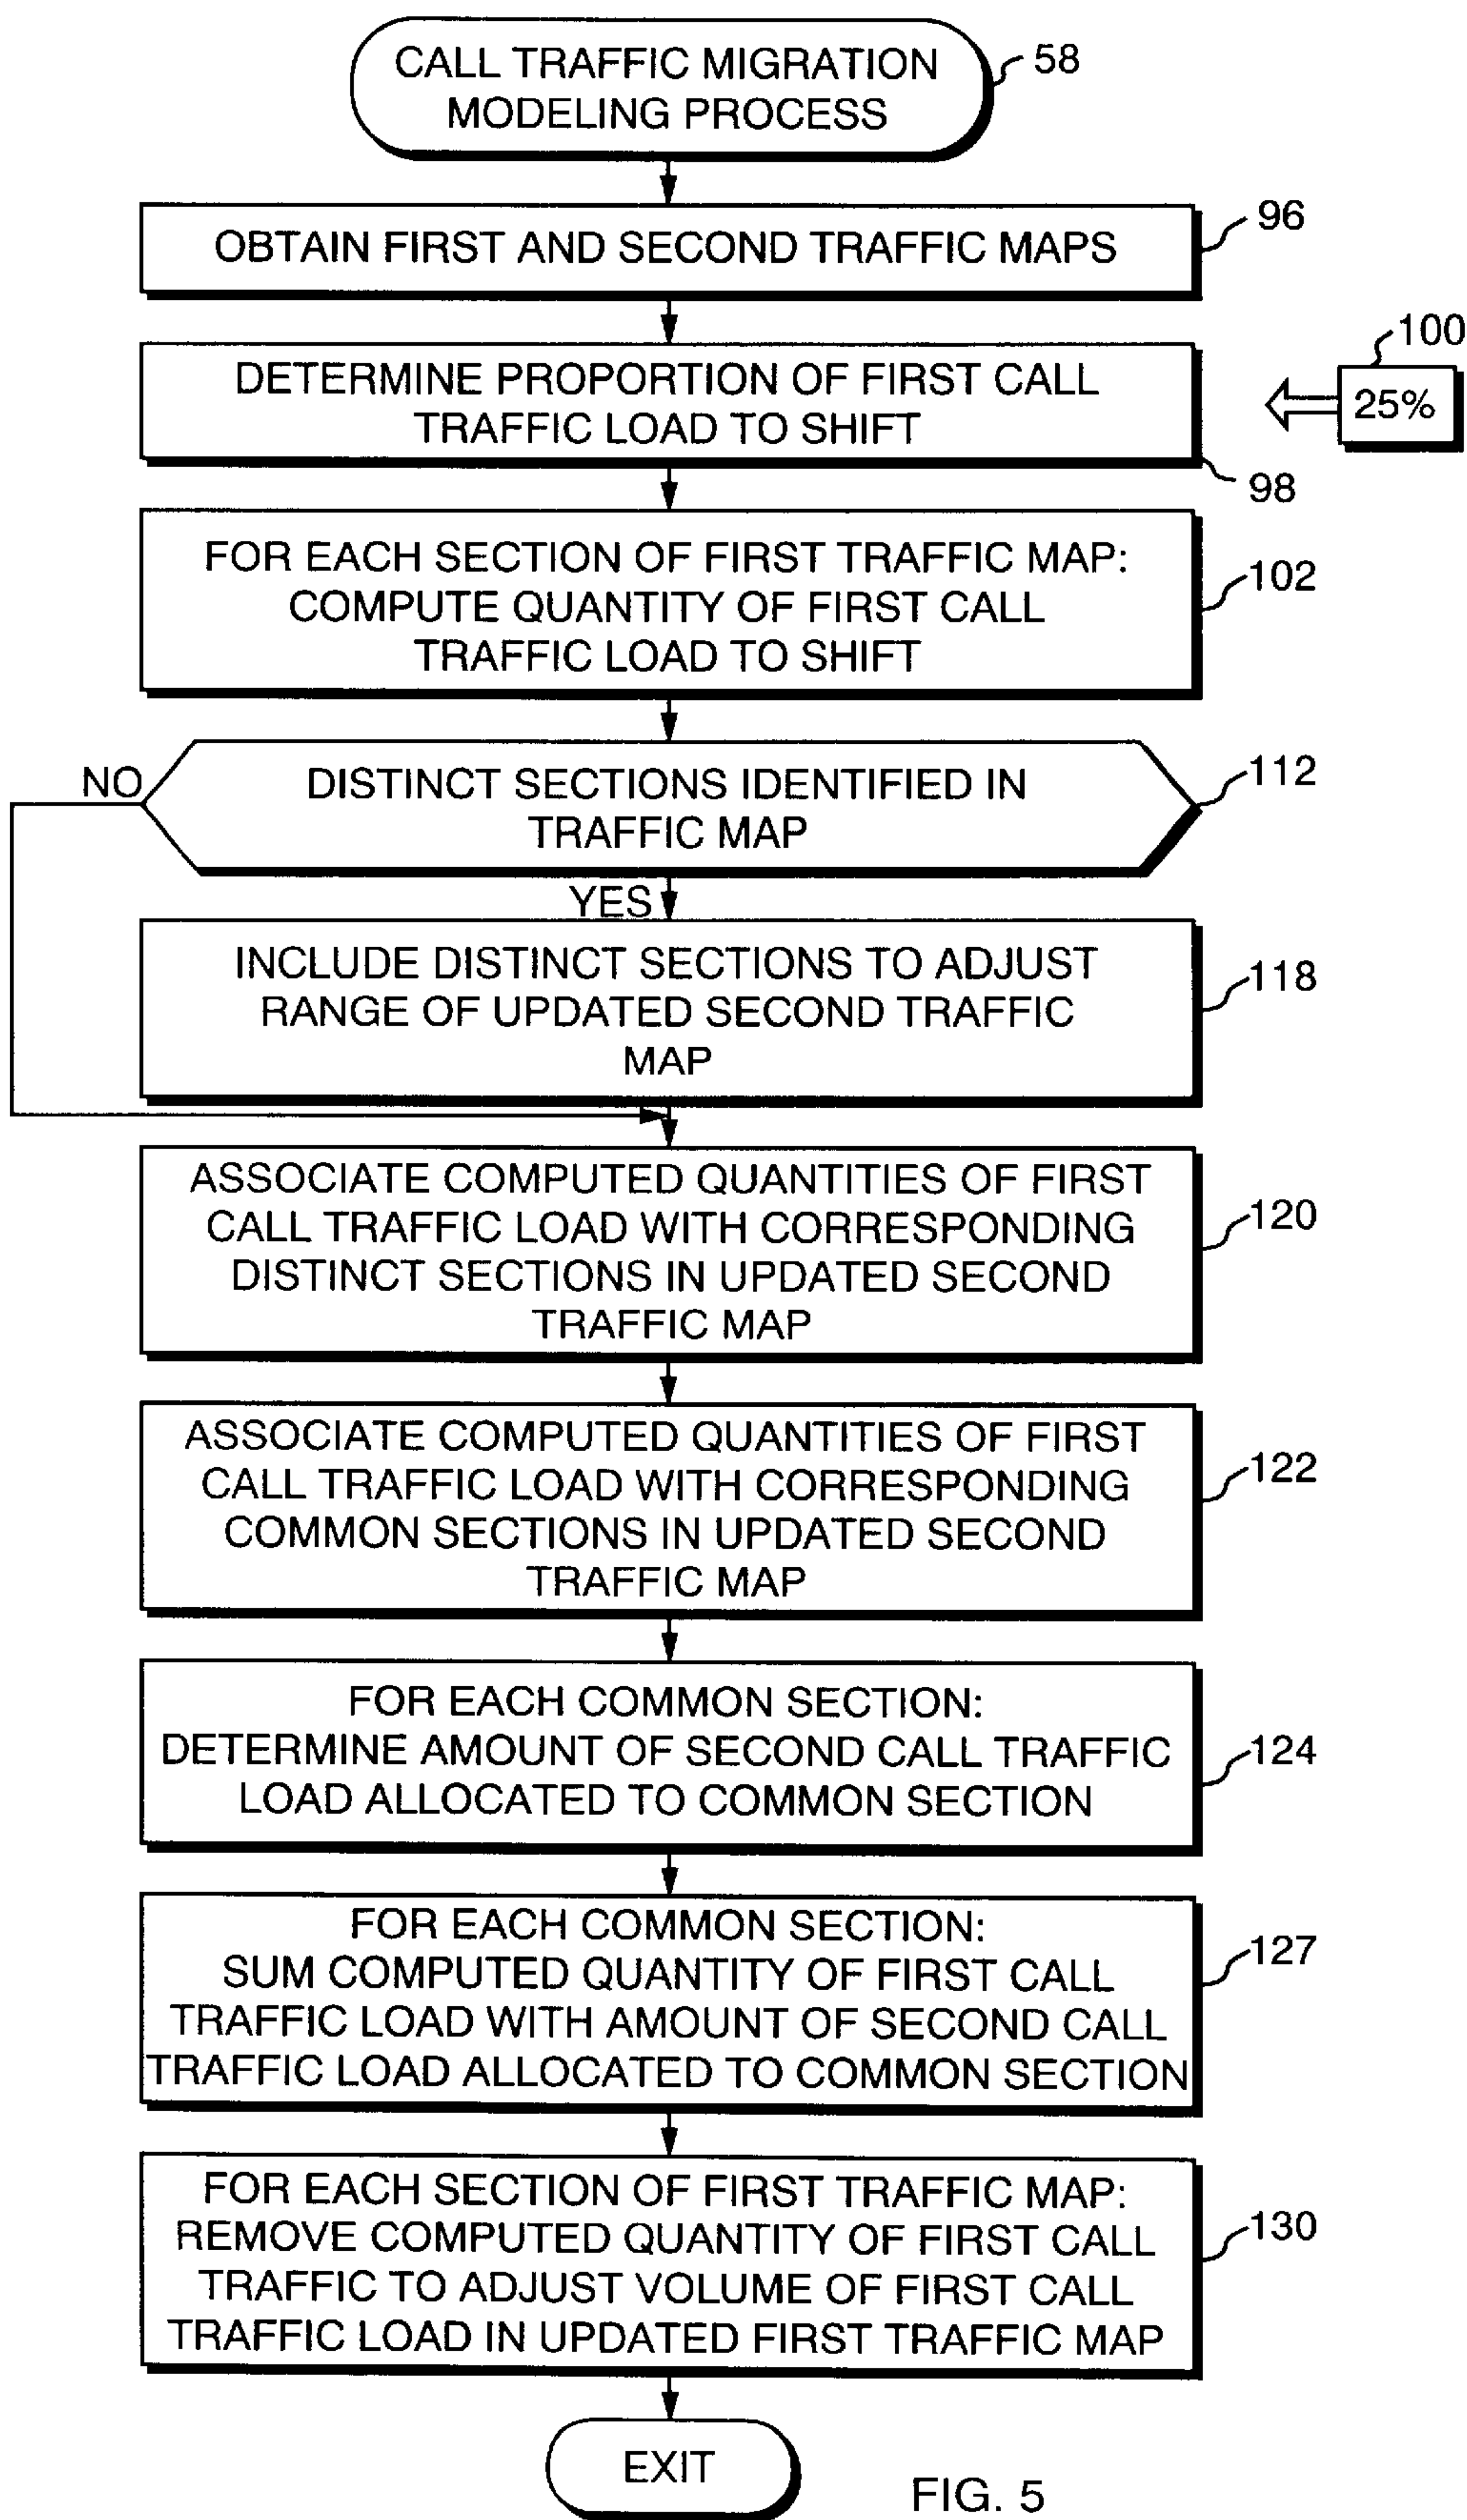 CALL TRAFFIC MIGRATION
MODELING PROCESS
58
OBTAIN FIRST AND SECOND TRAFFIC MAPS
96
DETERMINE PROPORTION OF FIRST CALL
TRAFFIC LOAD TO SHIFT
100
25%
98
FOR EACH SECTION OF FIRST TRAFFIC MAP:
COMPUTE QUANTITY OF FIRST CALL
TRAFFIC LOAD TO SHIFT
102
NO
DISTINCT SECTIONS IDENTIFIED IN
TRAFFIC MAP
112
YES
INCLUDE DISTINCT SECTIONS TO ADJUST
RANGE OF UPDATED SECOND TRAFFIC
MAP
118
ASSOCIATE COMPUTED QUANTITIES OF FIRST
CALL TRAFFIC LOAD WITH CORRESPONDING
DISTINCT SECTIONS IN UPDATED SECOND
TRAFFIC MAP
120
ASSOCIATE COMPUTED QUANTITIES OF FIRST
CALL TRAFFIC LOAD WITH CORRESPONDING
COMMON SECTIONS IN UPDATED SECOND
TRAFFIC MAP
122
FOR EACH COMMON SECTION:
DETERMINE AMOUNT OF SECOND CALL TRAFFIC
LOAD ALLOCATED TO COMMON SECTION
124
FOR EACH COMMON SECTION:
SUM COMPUTED QUANTITY OF FIRST CALL
TRAFFIC LOAD WITH AMOUNT OF SECOND CALL
TRAFFIC LOAD ALLOCATED TO COMMON SECTION
127
FOR EACH SECTION OF FIRST TRAFFIC MAP:
REMOVE COMPUTED QUANTITY OF FIRST CALL
TRAFFIC TO ADJUST VOLUME OF FIRST CALL
TRAFFIC LOAD IN UPDATED FIRST TRAFFIC MAP
130
EXIT
FIG. 5